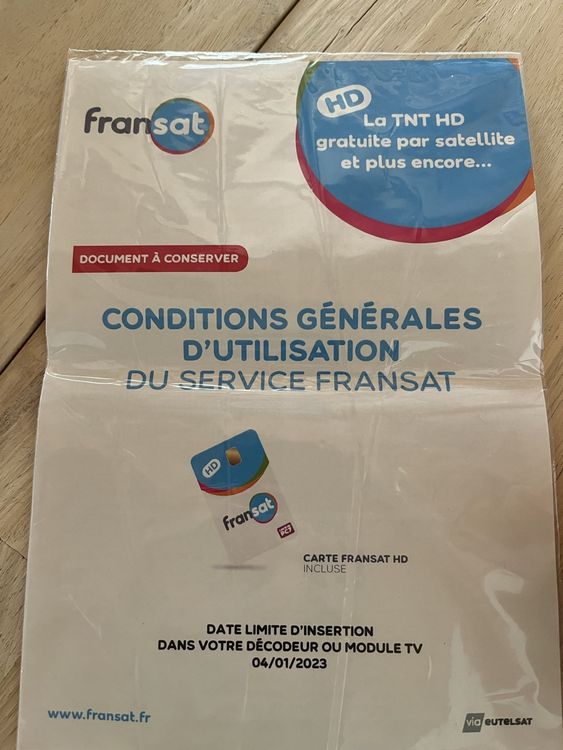 fransat
HD
La TNT HD
gratuite par satellite
et plus encore...
DOCUMENT À CONSERVER
CONDITIONS GÉNÉRALES
D'UTILISATION
DU SERVICE FRANSAT
HD
fransat
CARTE FRANSAT HD
INCLUSE
DATE LIMITE D'INSERTION
DANS VOTRE DÉCODEUR OU MODULE TV
04/01/2023
www.fransat.fr
via eutelsat